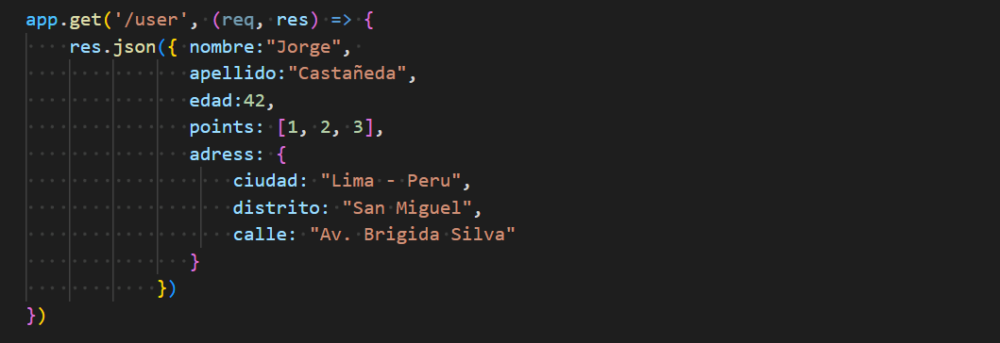 app.get('/user', (req, res) => {
res.json({ nombre:"Jorge",
apellido:"Castañeda",
edad:42,
points: [1, 2, 3],
adress: {
ciudad: "Lima - Peru",
distrito: "San Miguel",
calle: "Av. Brigida Silva"
}
})
})